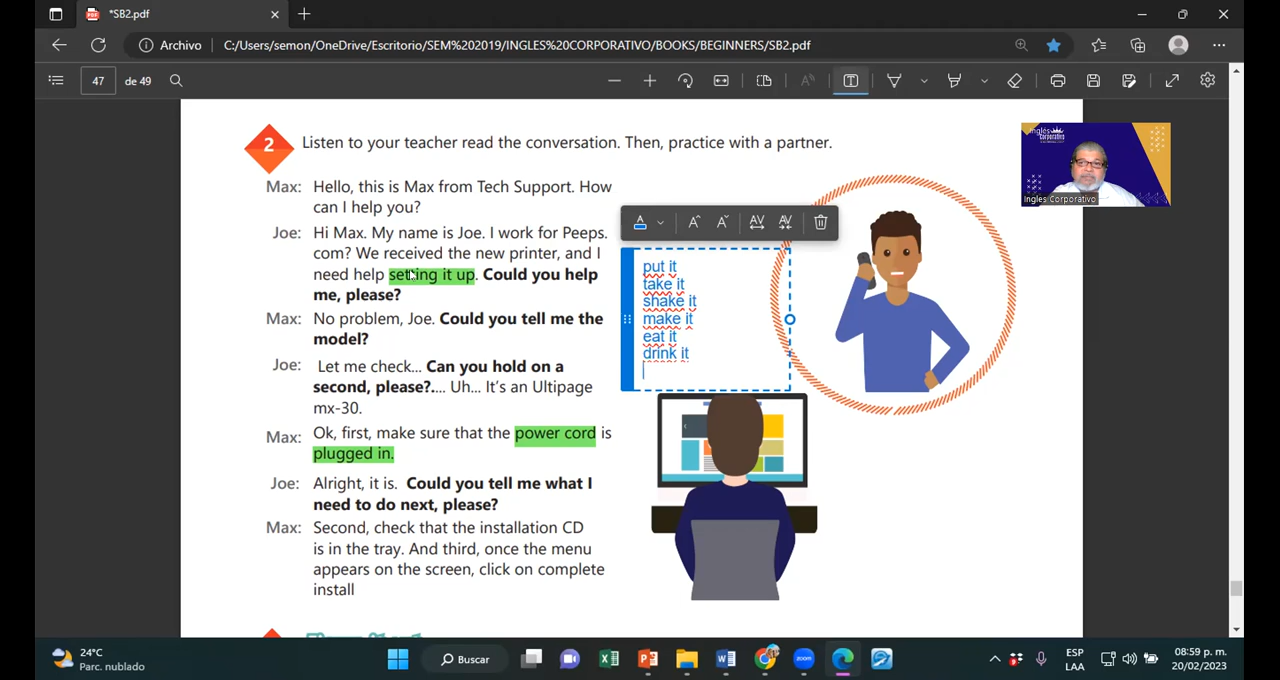 *SB2.pdf
Archivo
C:/Users/semon/OneDrive/Escritorio/SEM%202019/INGLES%20CORPORATIVO/BOOKS/BEGINNERS/SB2.pdf
47 de 49
2 Listen to your teacher read the conversation. Then, practice with a partner.
Max: Hello, this is Max from Tech Support. How
can I help you?
Joe: Hi Max. My name is Joe. I work for Peeps.
com? We received the new printer, and I
need help setting it up. Could you help
me, please?
Max: No problem, Joe. Could you tell me the
model?
Joe: Let me check... Can you hold on a
second, please?.... Uh... It's an Ultipage
mx-30.
Max: Ok, first, make sure that the power cord is
plugged in.
Joe: Alright, it is. Could you tell me what I
need to do next, please?
Max: Second, check that the installation CD
is in the tray. And third, once the menu
appears on the screen, click on complete
install
put it
take it
shake it
make it
eat it
drink it
Inglés
Corporativo
Ingles Corporativo
24°C
Parc. nublado
Buscar
zoom
ESP
LAA
08:59 p. m.
20/02/2023